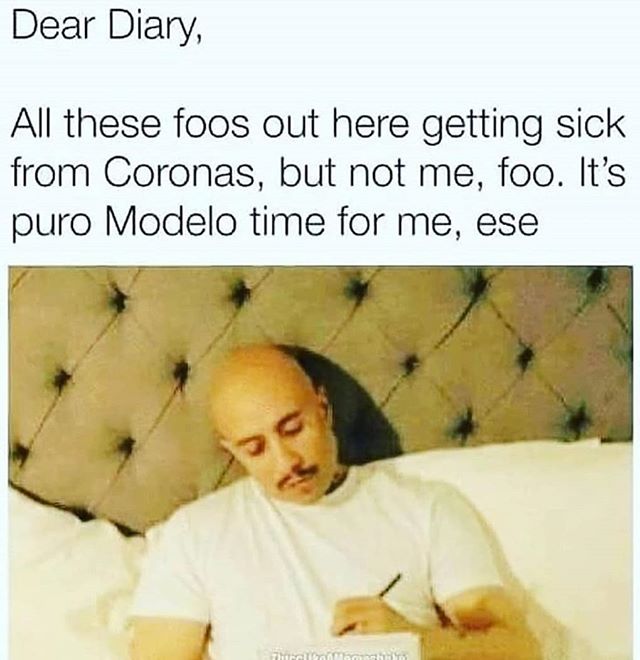 Dear Diary,
All these foos out here getting sick
from Coronas, but not me, foo. It's
puro Modelo time for me, ese